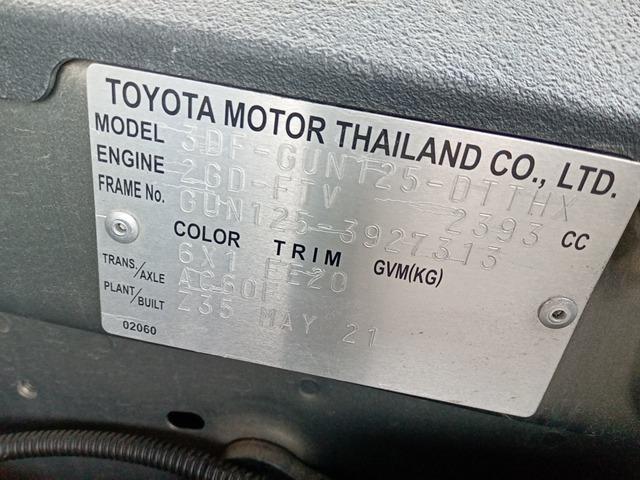 TOYOTA MOTOR THAILAND CO., LTD.
MODEL 3DF-GUN125-DTTHX
ENGINE 2GD-FTV 2393 CC
FRAME No. GUN125-3927313
COLOR TRIM GVM(KG)
6X1 FE20
TRANS./AXLE AC60F
PLANT/BUILT Z35 MAY 21
02060